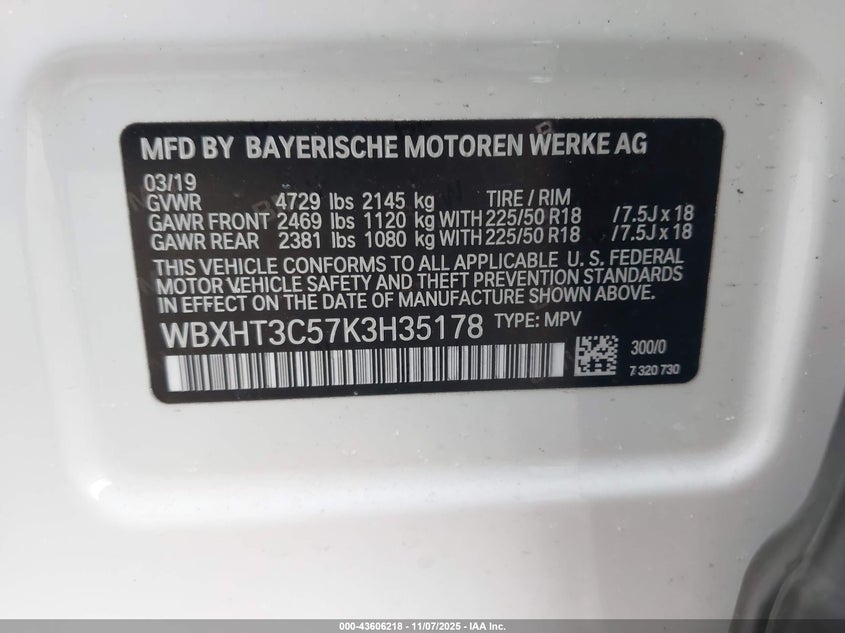 MFD BY BAYERISCHE MOTOREN WERKE AG
03/19
GVWR 4729 lbs 2145 kg TIRE / RIM
GAWR FRONT 2469 lbs 1120 kg WITH 225/50 R18 /7.5J x 18
GAWR REAR 2381 lbs 1080 kg WITH 225/50 R18 /7.5J x 18
THIS VEHICLE CONFORMS TO ALL APPLICABLE U. S. FEDERAL
MOTOR VEHICLE SAFETY AND THEFT PREVENTION STANDARDS
IN EFFECT ON THE DATE OF MANUFACTURE SHOWN ABOVE.
WBXHT3C57K3H35178 TYPE: MPV
300/0
7 320 730
000-43606218 - 11/07/2025 - IAA Inc.